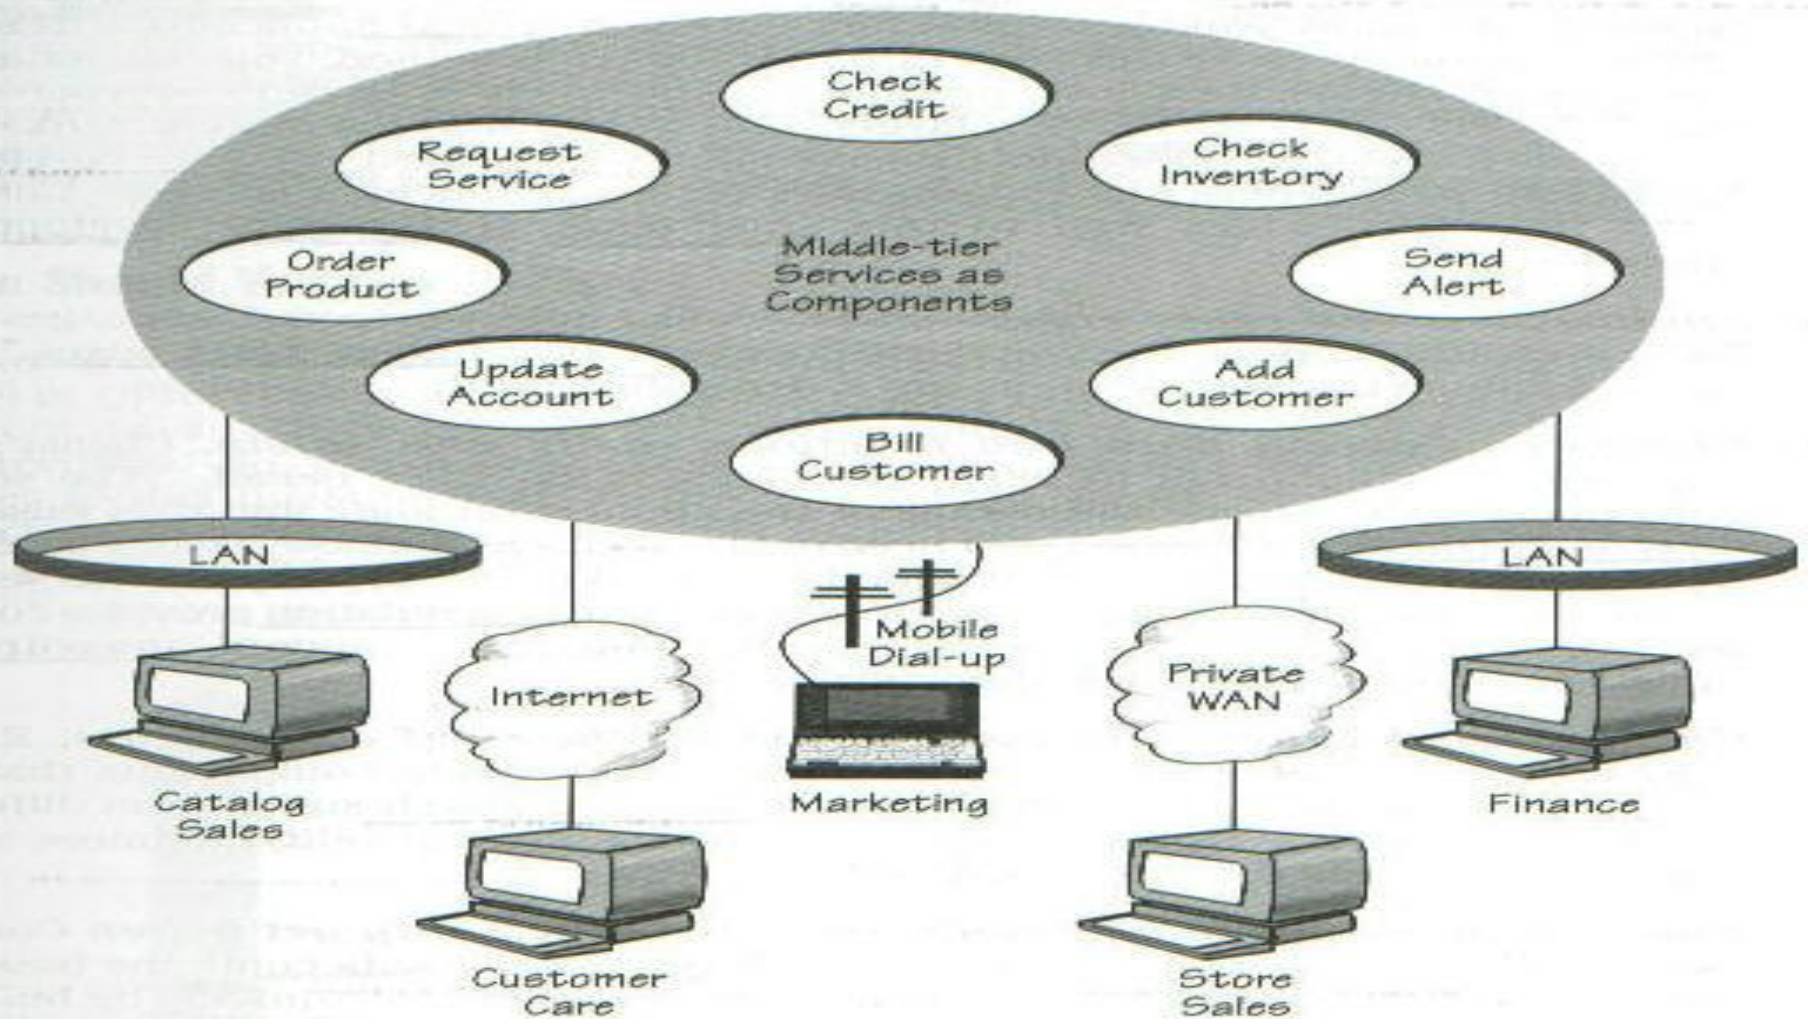 Check
Credit
Request
Service
Check
Inventory
Order
Product
Middle-tier
Services as
Components
Send
Alert
Update
Account
Add
Customer
Bill
Customer
LAN
LAN
Mobile
Dial-up
Internet
Private
WAN
Catalog
Sales
Marketing
Finance
Customer
Care
Store
Sales